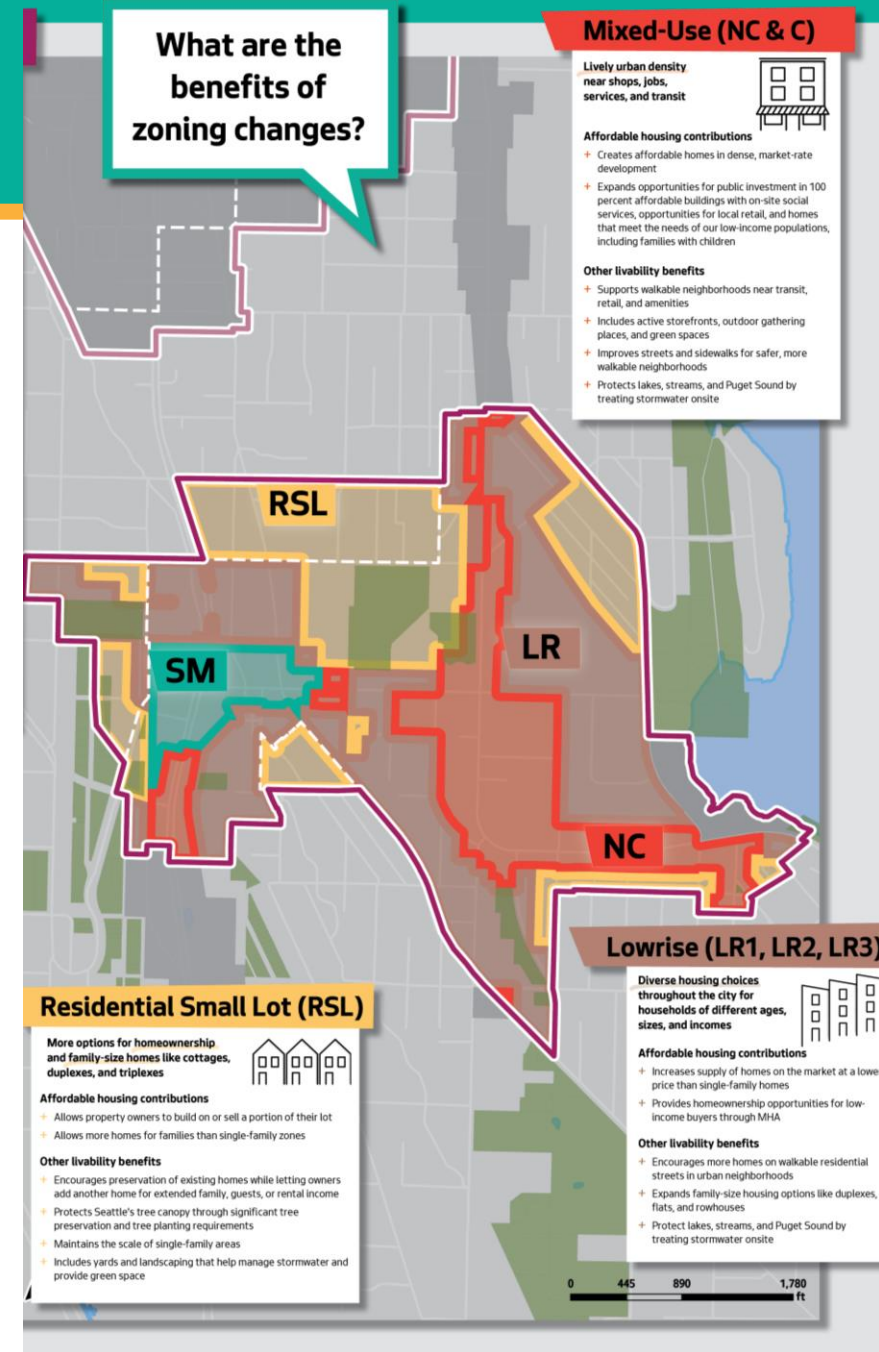 What are the
benefits of
zoning changes?
Mixed-Use (NC & C)
Lively urban density
near shops, jobs,
services, and transit
Affordable housing contributions
+ Creates affordable homes in dense, market-rate
development
+ Expands opportunities for public investment in 100
percent affordable buildings with on-site social
services, opportunities for local retail, and homes
that meet the needs of our low-income populations,
including families with children
Other livability benefits
+ Supports walkable neighborhoods near transit,
retail, and amenities
+ Includes active storefronts, outdoor gathering
places, and green spaces
+ Improves streets and sidewalks for safer, more
walkable neighborhoods
+ Protects lakes, streams, and Puget Sound by
treating stormwater onsite
RSL
SM
LR
NC
Residential Small Lot (RSL)
More options for homeownership
and family-size homes like cottages,
duplexes, and triplexes
Affordable housing contributions
+ Allows property owners to build on or sell a portion of their lot
+ Allows more homes for families than single-family zones
Other livability benefits
+ Encourages preservation of existing homes while letting owners
add another home for extended family, guests, or rental income
+ Protects Seattle's tree canopy through significant tree
preservation and tree planting requirements
+ Maintains the scale of single-family areas
+ Includes yards and landscaping that help manage stormwater and
provide green space
Lowrise (LR1, LR2, LR3)
Diverse housing choices
throughout the city for
households of different ages,
sizes, and incomes
Affordable housing contributions
+ Increases supply of homes on the market at a lowe
price than single-family homes
+ Provides homeownership opportunities for low-
income buyers through MHA
Other livability benefits
+ Encourages more homes on walkable residential
streets in urban neighborhoods
+ Expands family-size housing options like duplexes,
flats, and rowhouses
+ Protect lakes, streams, and Puget Sound by
treating stormwater onsite
0 445 890 1,780
ft